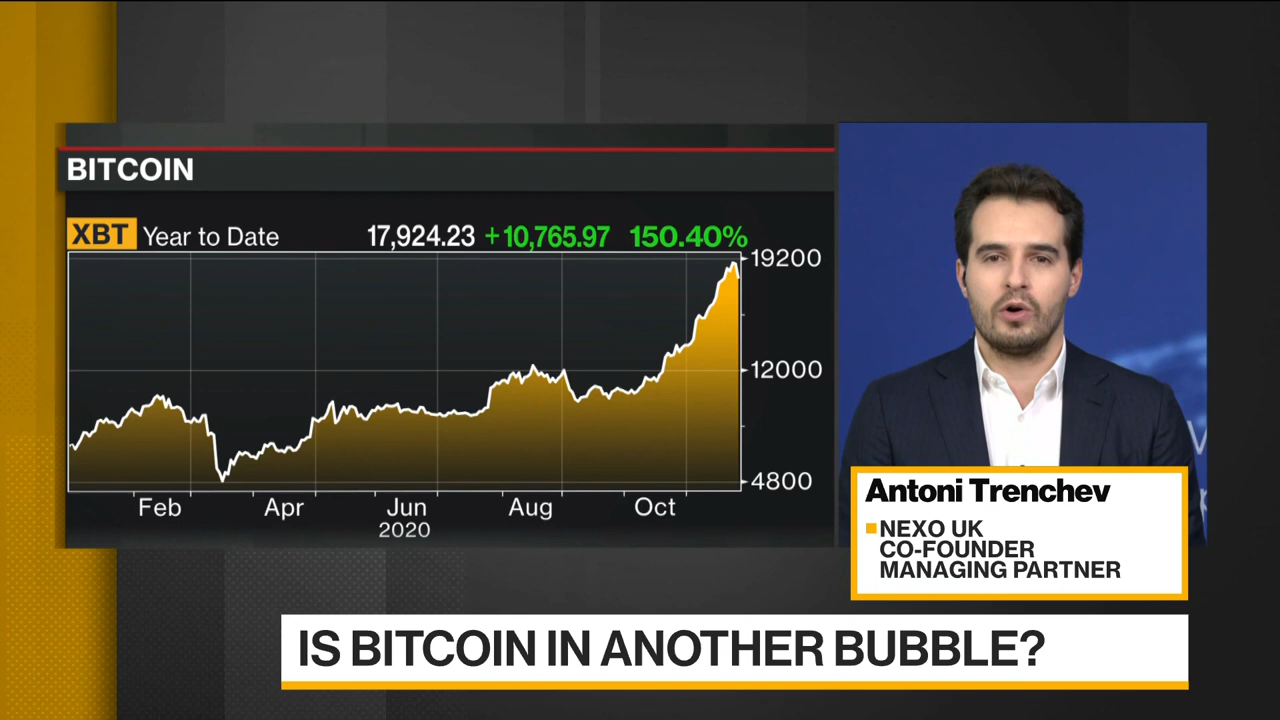 BITCOIN
XBT Year to Date 17,924.23 +10,765.97 150.40%
19200
12000
4800
Feb Apr Jun Aug Oct
2020
Antoni Trenchev
NEXO UK
CO-FOUNDER
MANAGING PARTNER
IS BITCOIN IN ANOTHER BUBBLE?